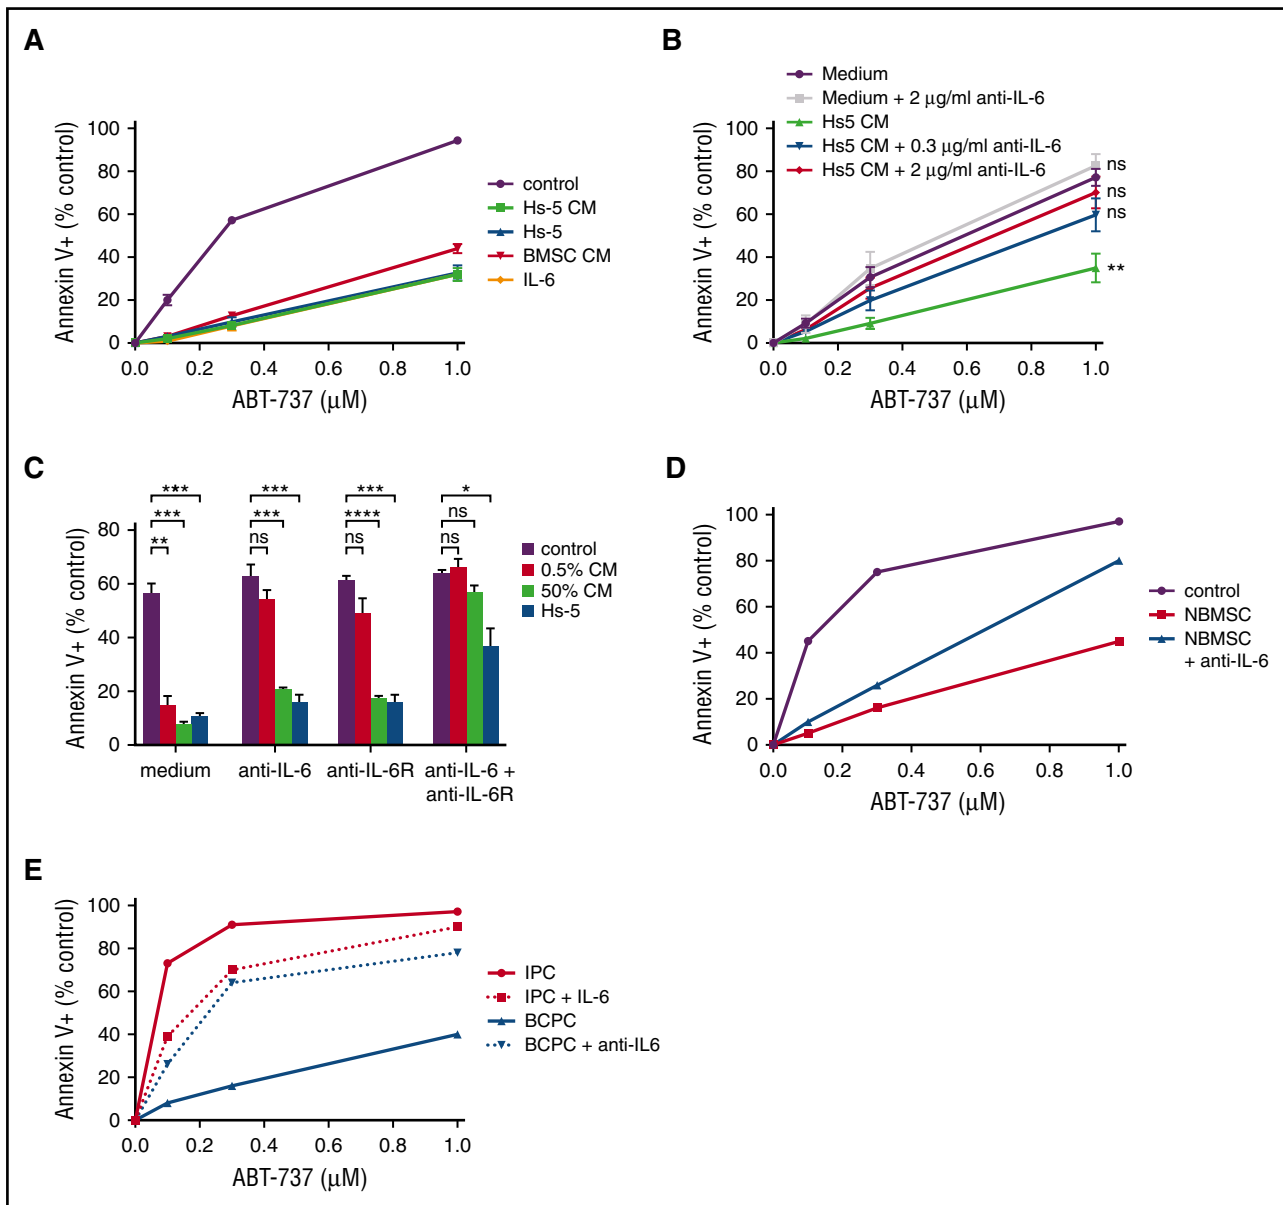 A
100
80
60
40
20
0
Annexin V+ (% control)
0.0 0.2 0.4 0.6 0.8 1.0
ABT-737 (μM)
control
Hs-5 CM
Hs-5
BMSC CM
IL-6
B
Medium
Medium + 2 μg/ml anti-IL-6
Hs5 CM
Hs5 CM + 0.3 μg/ml anti-IL-6
Hs5 CM + 2 μg/ml anti-IL-6
100
80
60
40
20
0
Annexin V+ (% control)
ns
ns
ns
**
0.0 0.2 0.4 0.6 0.8 1.0
ABT-737 (μM)
C
*** *** *** *
*** *** **** ns
** ns ns ns
80
60
40
20
0
Annexin V+ (% control)
control
0.5% CM
50% CM
Hs-5
medium anti-IL-6 anti-IL-6R anti-IL-6 +
anti-IL-6R
D
100
80
60
40
20
0
Annexin V+ (% control)
0.0 0.2 0.4 0.6 0.8 1.0
ABT-737 (μM)
control
NBMSC
NBMSC
+ anti-IL-6
E
100
80
60
40
20
0
Annexin V+ (% control)
0.0 0.2 0.4 0.6 0.8 1.0
ABT-737 (μM)
IPC
IPC + IL-6
BCPC
BCPC + anti-IL6